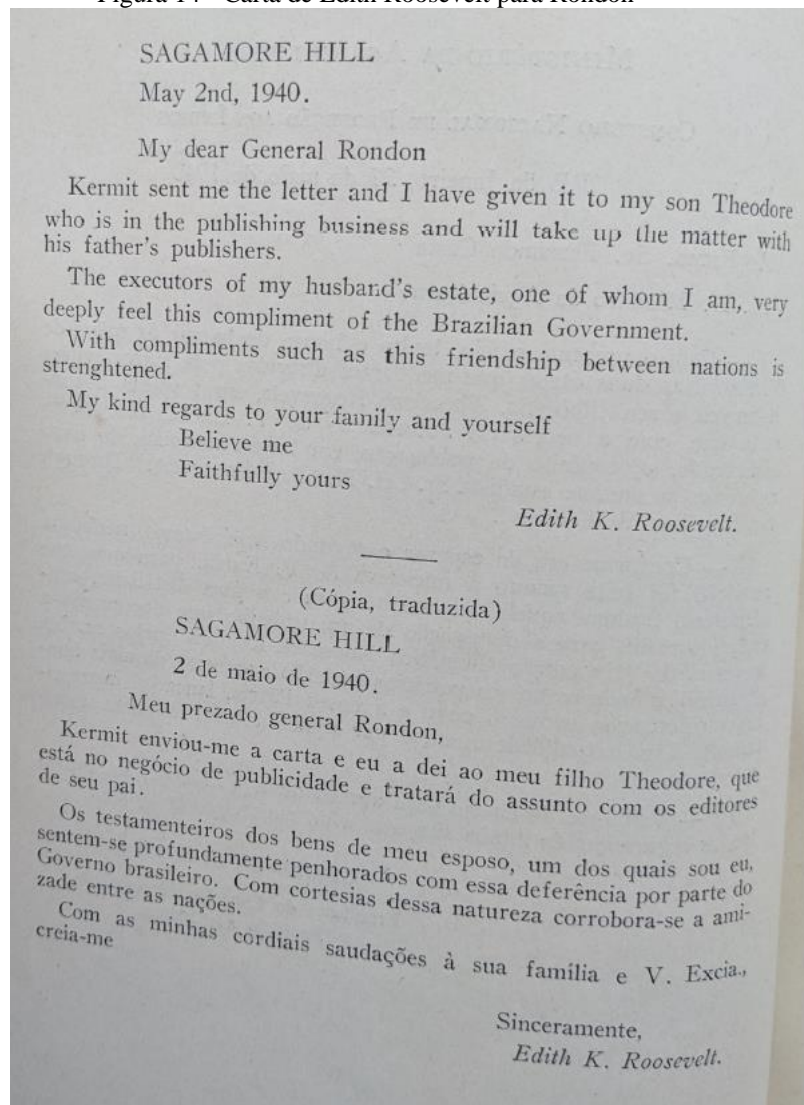 Figura 14 - Carta de Edith Roosevelt para Rondon
SAGAMORE HILL
May 2nd, 1940.
My dear General Rondon
Kermit sent me the letter and I have given it to my son Theodore
who is in the publishing business and will take up the matter with
his father's publishers.
The executors of my husband's estate, one of whom I am, very
deeply feel this compliment of the Brazilian Government.
With compliments such as this friendship between nations is
strenghtened.
My kind regards to your family and yourself
Believe me
Faithfully yours
Edith K. Roosevelt.
(Cópia, traduzida)
SAGAMORE HILL
2 de maio de 1940.
Meu prezado general Rondon,
Kermit enviou-me a carta e eu a dei ao meu filho Theodore, que
está no negócio de publicidade e tratará do assunto com os editores
de seu pai.
Os testamenteiros dos bens de meu esposo, um dos quais sou eu,
sentem-se profundamente penhorados com essa deferência por parte do
Governo brasileiro. Com cortesias dessa natureza corrobora-se a ami-
zade entre as nações.
Com as minhas cordiais saudações à sua família e V. Excia.,
creia-me
Sinceramente,
Edith K. Roosevelt.